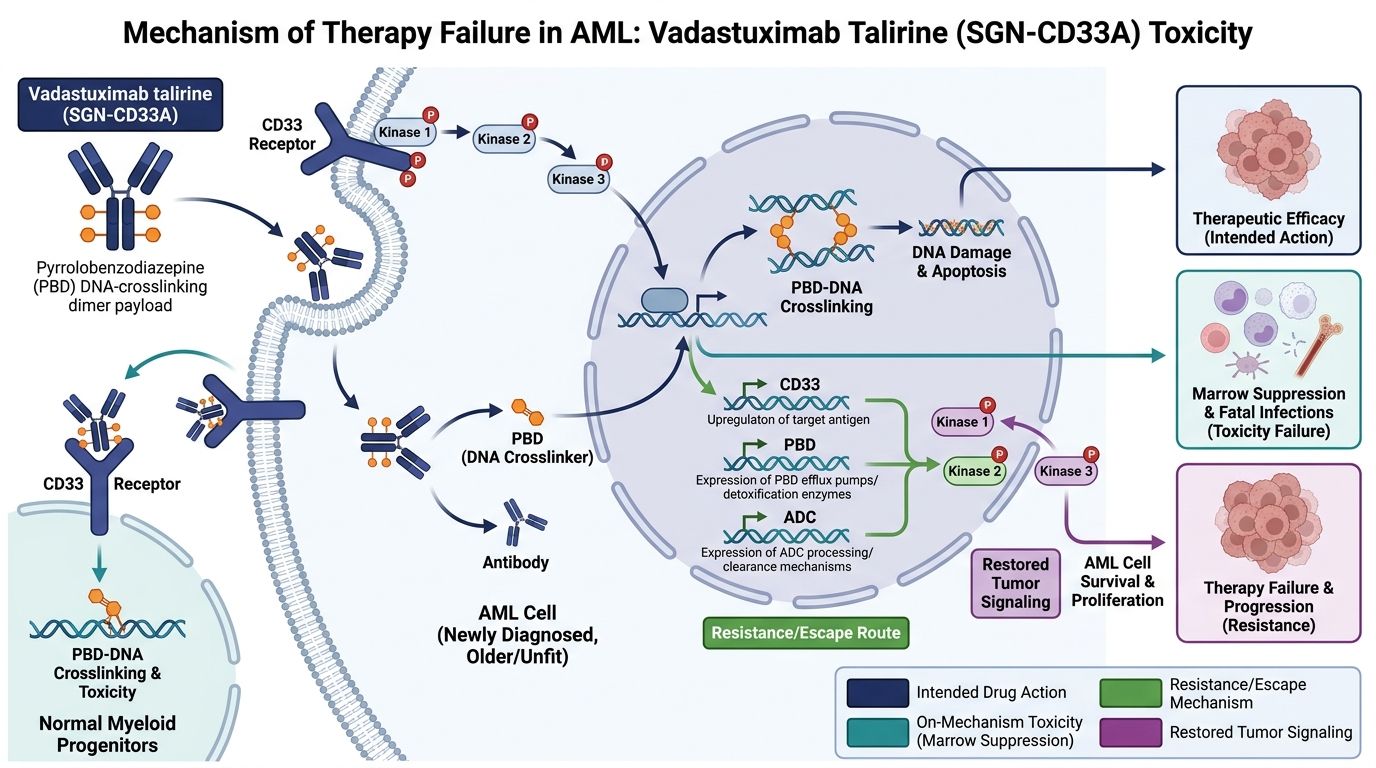 Mechanism of Therapy Failure in AML: Vadastuximab Talirine (SGN-CD33A) Toxicity
Vadastuximab talirine
(SGN-CD33A)
Pyrrolobenzodiazepine
(PBD) DNA-crosslinking
dimer payload
CD33
Receptor
Kinase 1
P
P
P
Kinase 2
P
Kinase 3
p
PBD-DNA
Crosslinking
DNA Damage
& Apoptosis
Therapeutic Efficacy
(Intended Action)
Marrow Suppression
& Fatal Infections
(Toxicity Failure)
CD33 Receptor
PBD-DNA
Crosslinking &
Toxicity
Normal Myeloid
Progenitors
PBD
(DNA Crosslinker)
Antibody
AML Cell
(Newly Diagnosed,
Older/Unfit)
CD33
Upregulaton of target antigen
PBD
Expression of PBD efflux pumps/
detoxification enzymes
ADC
Expression of ADC processing/
clearance mechanisms
Kinase 1
P
Kinase 2
P
Kinase 3
P
Resistance/Escape Route
Restored
Tumor
Signaling
AML Cell
Survival &
Proliferation
Therapy Failure &
Progression
(Resistance)
Intended Drug Action
On-Mechanism Toxicity
(Marrow Suppression)
Resistance/Escape
Mechanism
Restored Tumor Signaling